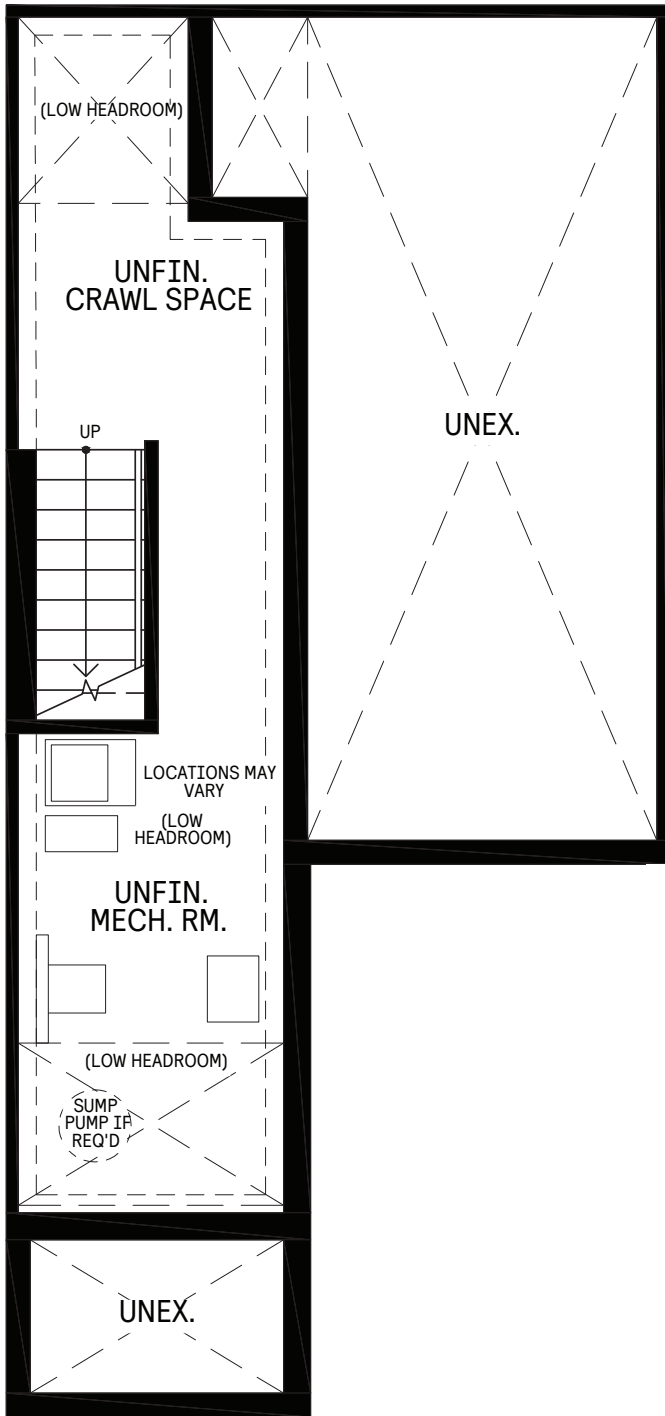 (LOW HEADROOM)
UNFIN.
CRAWL SPACE
UNEX.
UP
LOCATIONS MAY
VARY
(LOW
HEADROOM)
UNFIN.
MECH. RM.
(LOW HEADROOM)
SUMP
PUMP IF
REQ'D
UNEX.